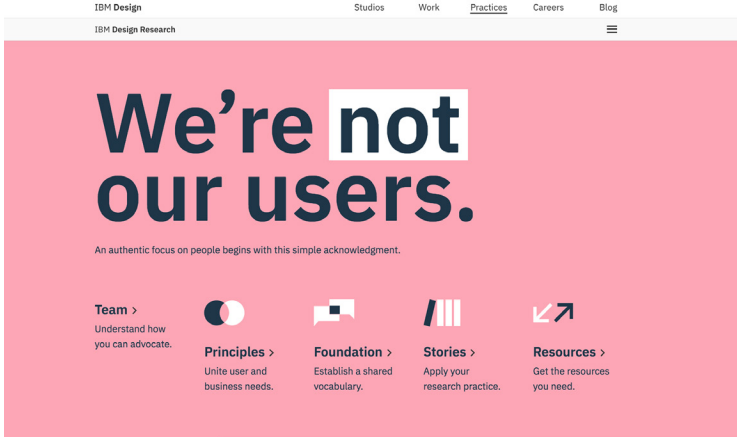 IBM Design
Studios
Work
Practices
Careers
Blog
IBM Design Research
We’re not
our users.
An authentic focus on people begins with this simple acknowledgment.
Team >
Understand how
you can advocate.
Principles >
Unite user and
business needs.
Foundation >
Establish a shared
vocabulary.
Stories >
Apply your
research practice.
Resources >
Get the resources
you need.